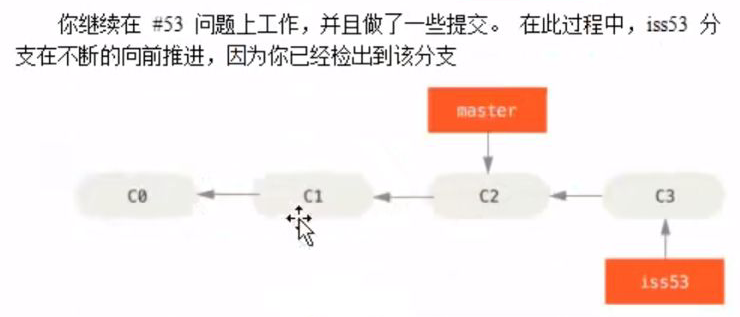 你继续在 #53 问题上工作，并且做了一些提交。 在此过程中，iss53 分
支在不断的向前推进，因为你已经检出到该分支
master
C0 C1 C2 C3
iss53